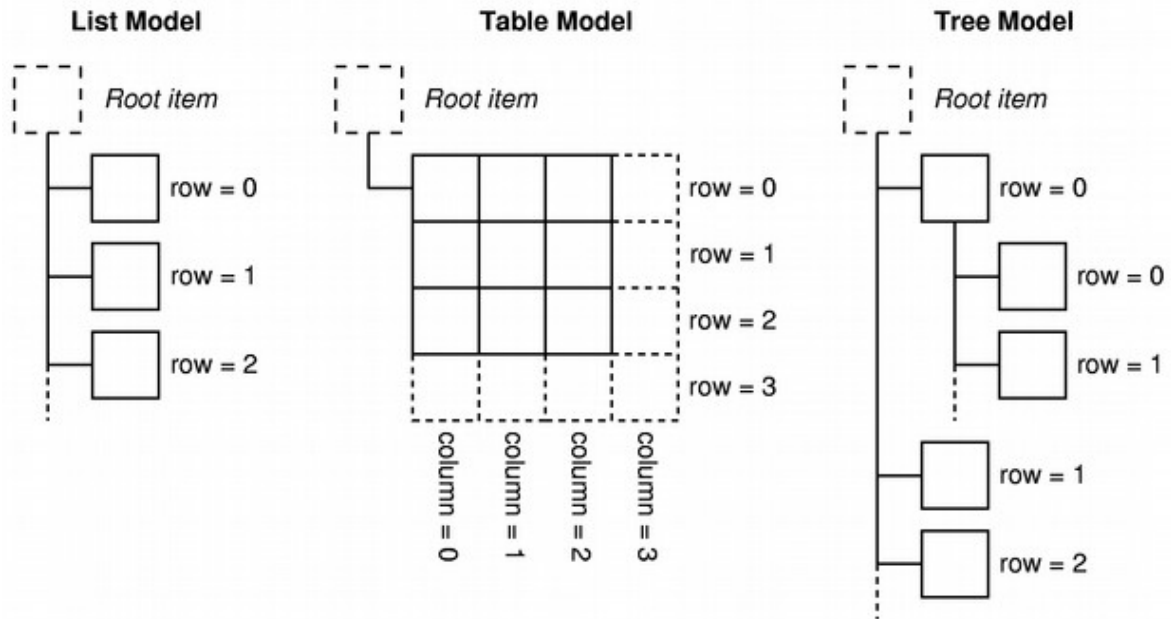 List Model
Root item
row = 0
row = 1
row = 2
Table Model
Root item
row = 0
row = 1
row = 2
row = 3
column = 0
column = 1
column = 2
column = 3
Tree Model
Root item
row = 0
row = 0
row = 1
row = 1
row = 2